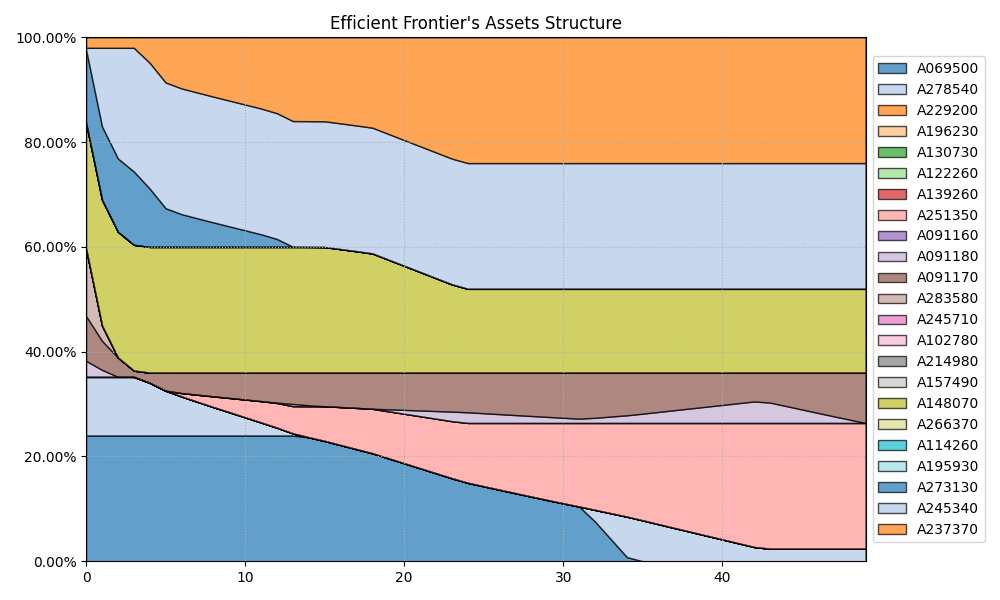 Efficient Frontier's Assets Structure
100.00%
80.00%
60.00%
40.00%
20.00%
0.00%
0
10
20
30
40
A069500
A278540
A229200
A196230
A130730
A122260
A139260
A251350
A091160
A091180
A091170
A283580
A245710
A102780
A214980
A157490
A148070
A266370
A114260
A195930
A273130
A245340
A237370